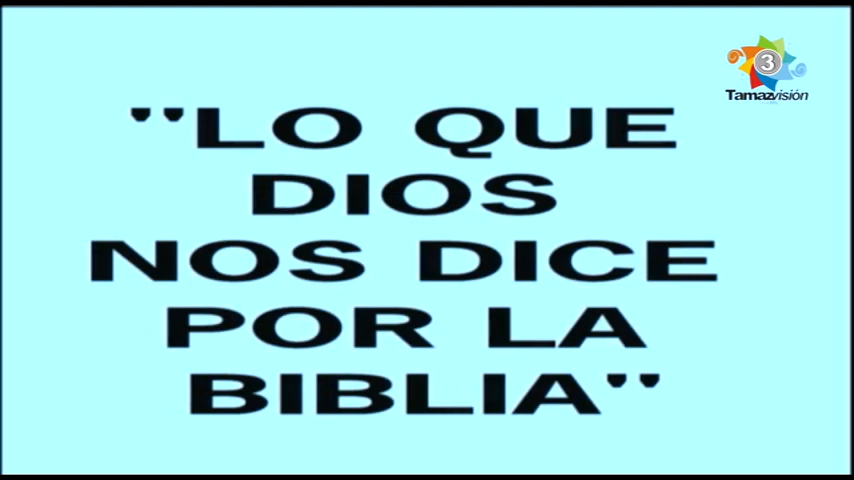 3
Tamazvisión
"LO QUE
DIOS
NOS DICE
POR LA
BIBLIA"